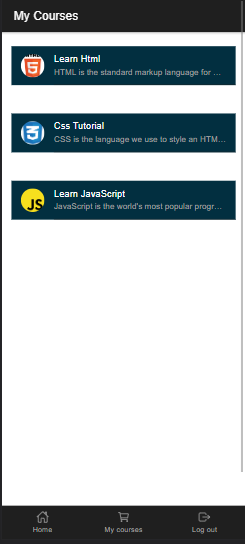 My Courses
Learn Html
HTML is the standard markup language for ...
Css Tutorial
CSS is the language we use to style an HTM...
Learn JavaScript
JavaScript is the world's most popular progr...
JS
Home
My courses
Log out